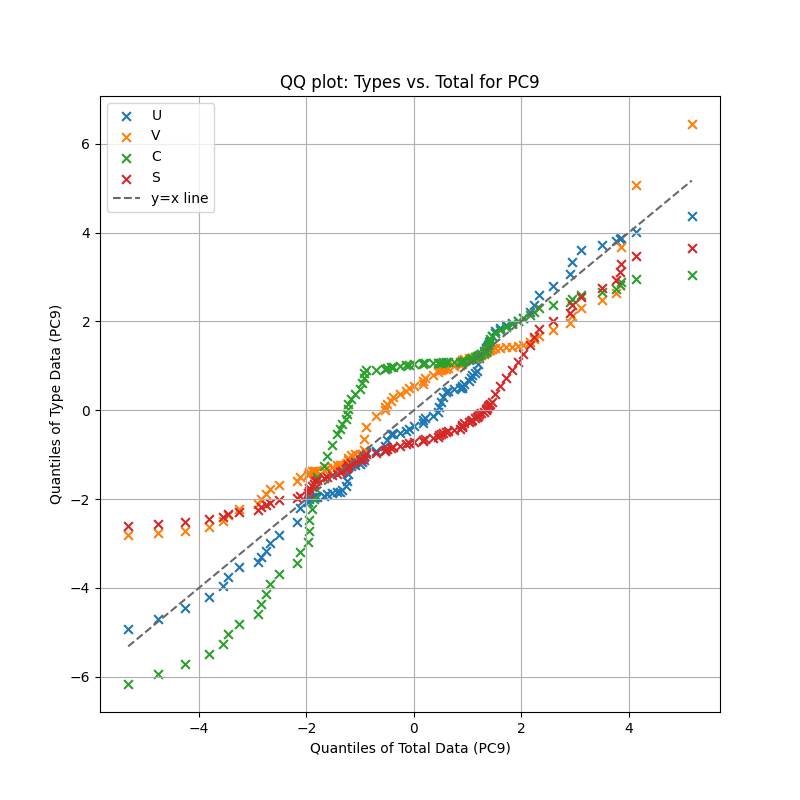 QQ plot: Types vs. Total for PC9
U
V
C
S
y=x line
6
4
2
0
−2
−4
−6
Quantiles of Type Data (PC9)
−4
−2
0
2
4
Quantiles of Total Data (PC9)